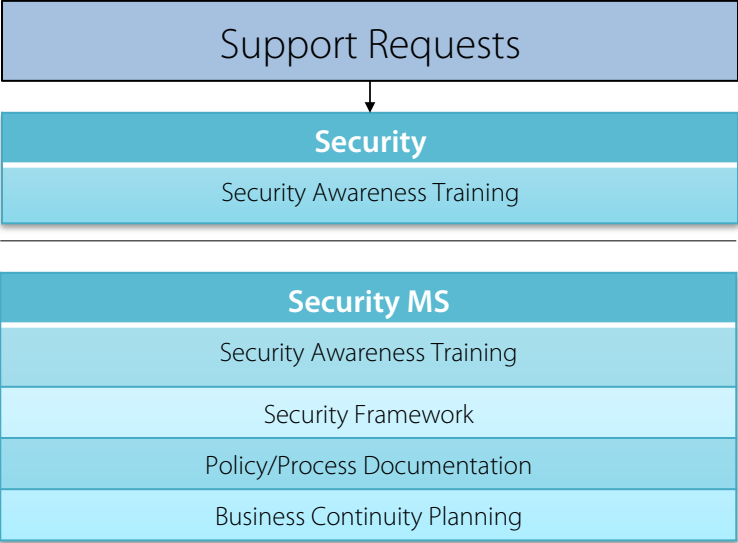 Support Requests
Security
Security Awareness Training
Security MS
Security Awareness Training
Security Framework
Policy/Process Documentation
Business Continuity Planning